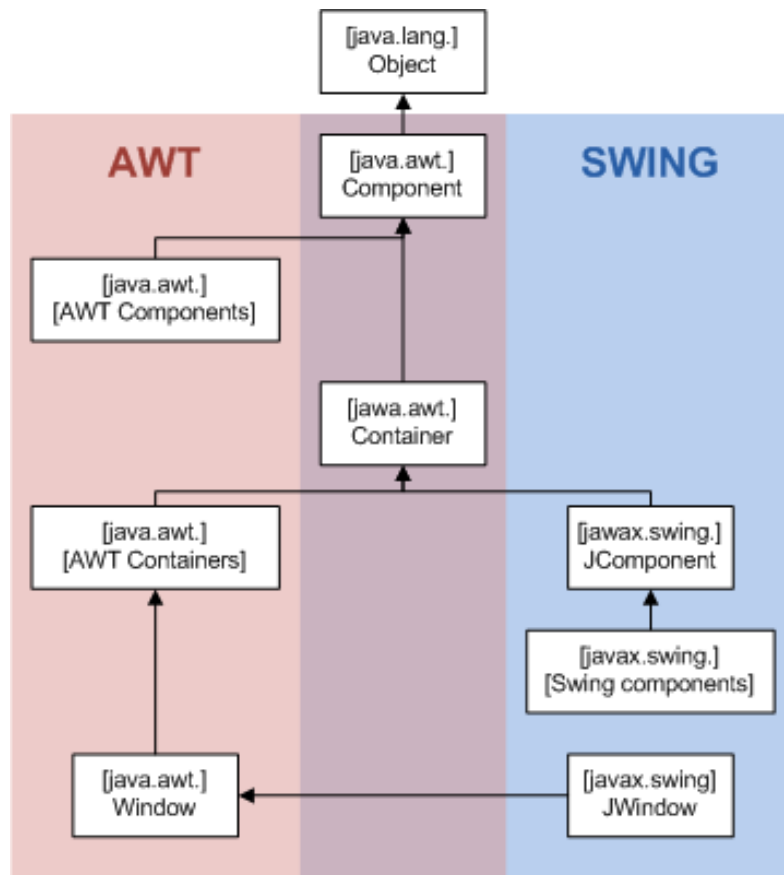 [java.lang.]
Object
AWT
[java.awt.]
Component
SWING
[java.awt.]
[AWT Components]
[jawa.awt.]
Container
[java.awt.]
[AWT Containers]
[jawax.swing.]
JComponent
[javax.swing.]
[Swing components]
[java.awt.]
Window
[javax.swing]
JWindow